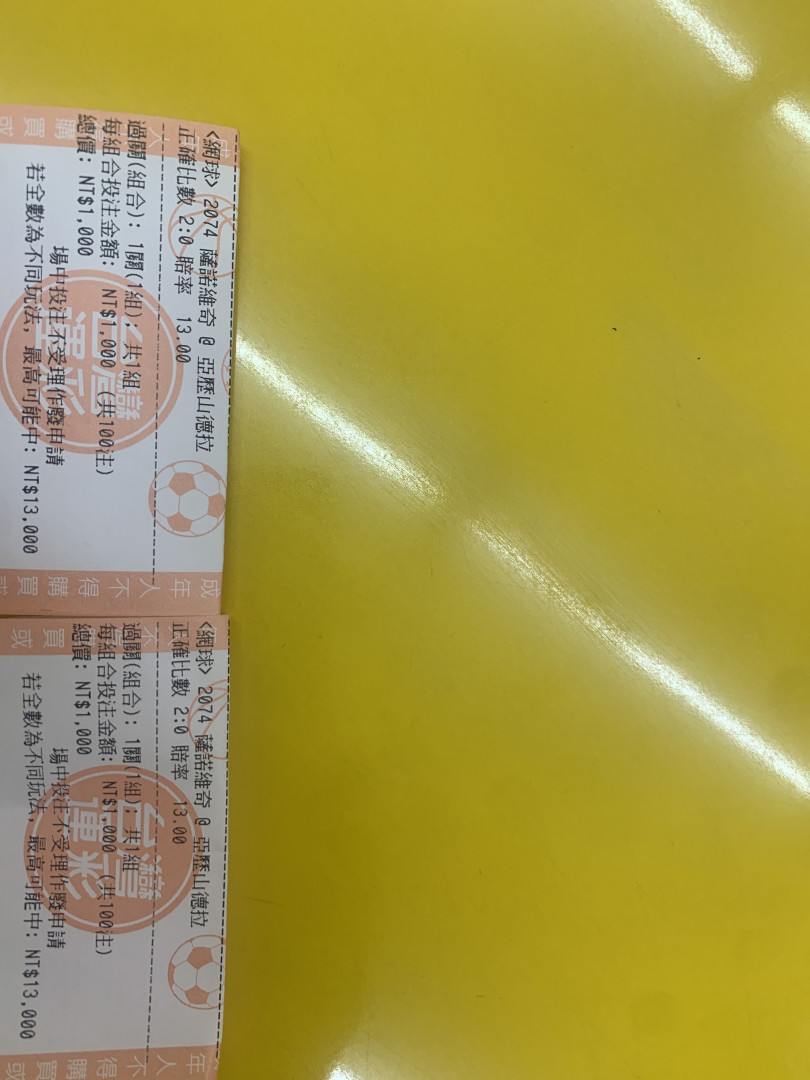 <網球> 2074 薩諾維奇 @ 亞歷山德拉
正確比數 2:0 賠率 13.00
過關(組合): 1關(1組); 共1組
每組合投注金額: NT$1,000 (共100注)
總價: NT$1,000
場中投注不受理作廢申請
若全數為不同玩法, 最高可能中: NT$13,000
台灣運彩
成年人不得購買或
<網球> 2074 薩諾維奇 @ 亞歷山德拉
正確比數 2:0 賠率 13.00
過關(組合): 1關(1組); 共1組
每組合投注金額: NT$1,000 (共100注)
總價: NT$1,000
場中投注不受理作廢申請
若全數為不同玩法, 最高可能中: NT$13,000
台灣運彩
年人不得購買或